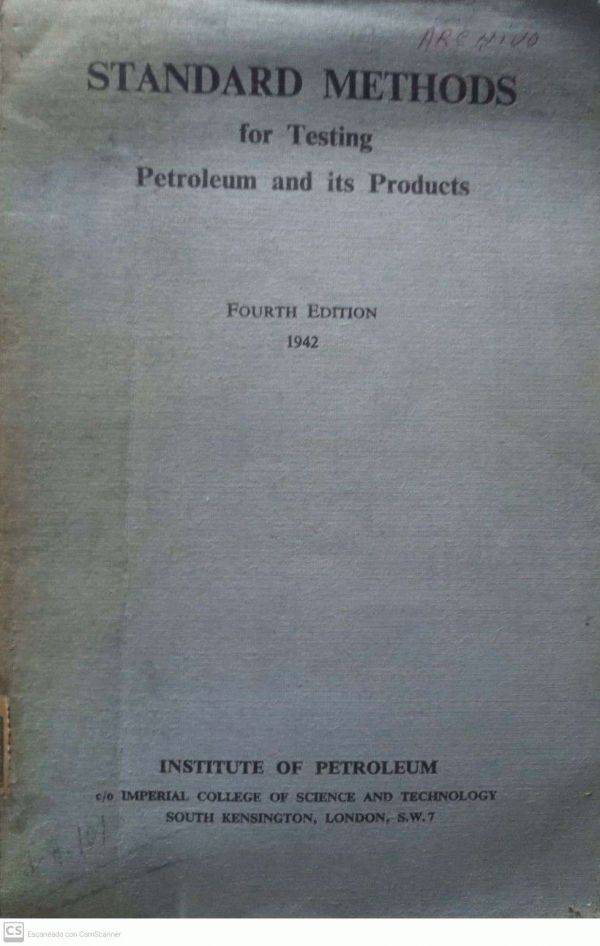 ARCHIVO
STANDARD METHODS
for Testing
Petroleum and its Products
FOURTH EDITION
1942
INSTITUTE OF PETROLEUM
c/o IMPERIAL COLLEGE OF SCIENCE AND TECHNOLOGY
SOUTH KENSINGTON, LONDON, S.W.7
CS Escaneado con CamScanner